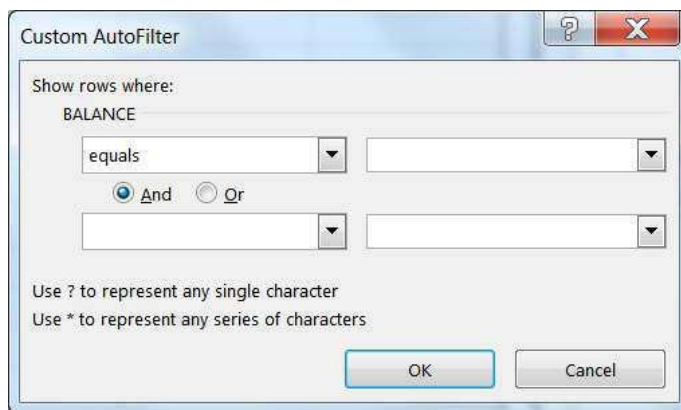 Custom AutoFilter
Show rows where:
BALANCE
equals
And Or
Use ? to represent any single character
Use * to represent any series of characters
OK Cancel